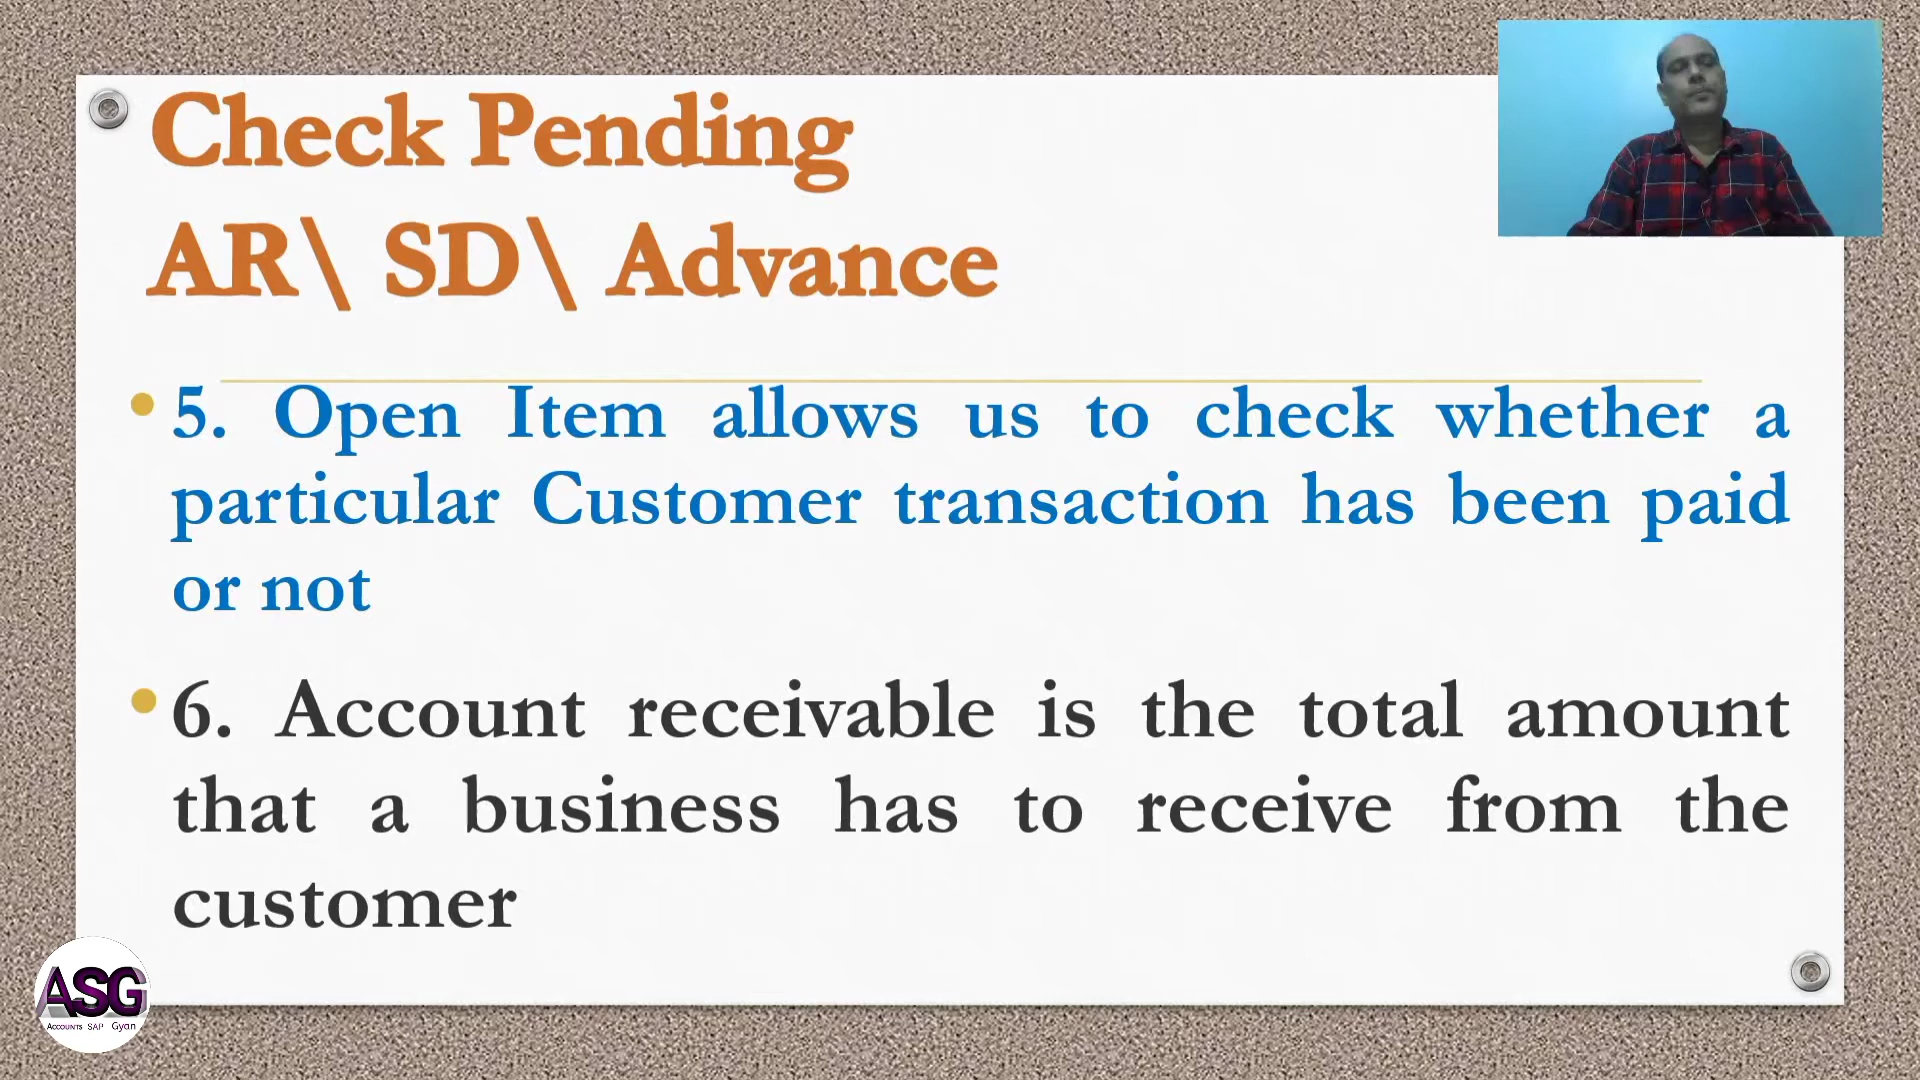 Check Pending
AR\ SD\ Advance
• 5. Open Item allows us to check whether a
particular Customer transaction has been paid
or not
• 6. Account receivable is the total amount
that a business has to receive from the
customer
ASG
Accounts SAP Gyan